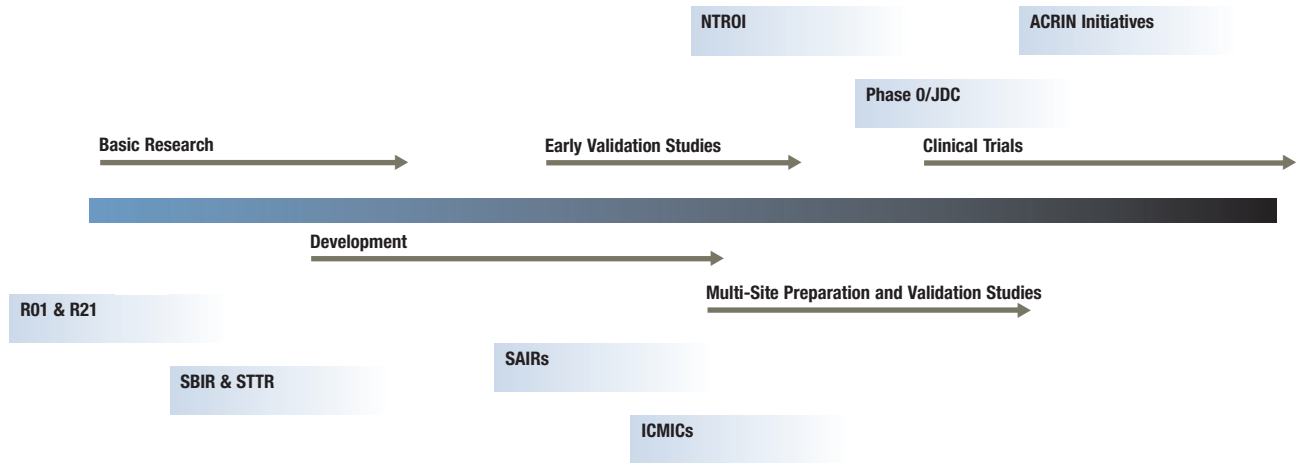 NTROI
ACRIN Initiatives
Phase 0/JDC
Basic Research
Early Validation Studies
Clinical Trials
Development
Multi-Site Preparation and Validation Studies
R01 & R21
SAIRs
SBIR & STTR
ICMICs